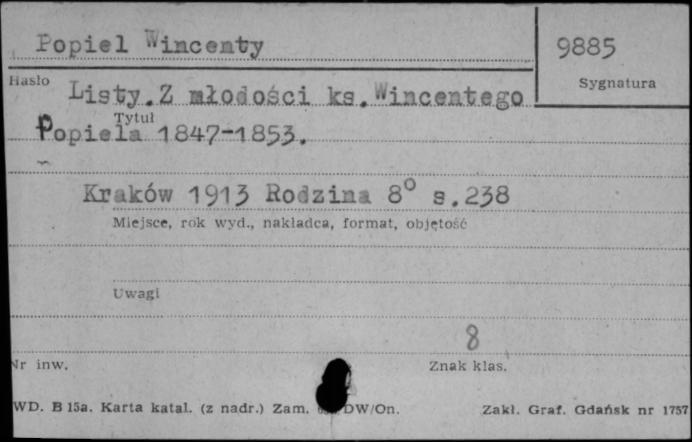 Popiel Wincenty
9885
Hasło
Sygnatura
Listy.Z młodości ks.Wincentego
Tytuł
Popiela 1847-1853.
Kraków 1913 Rodzina 8° s.238
Miejsce, rok wyd., nakładca, format, objętość
Uwagi
8
Nr inw.
Znak klas.
WD. B 15a. Karta katal. (z nadr.) Zam. DW/On.
Zakł. Graf. Gdańsk nr 1757